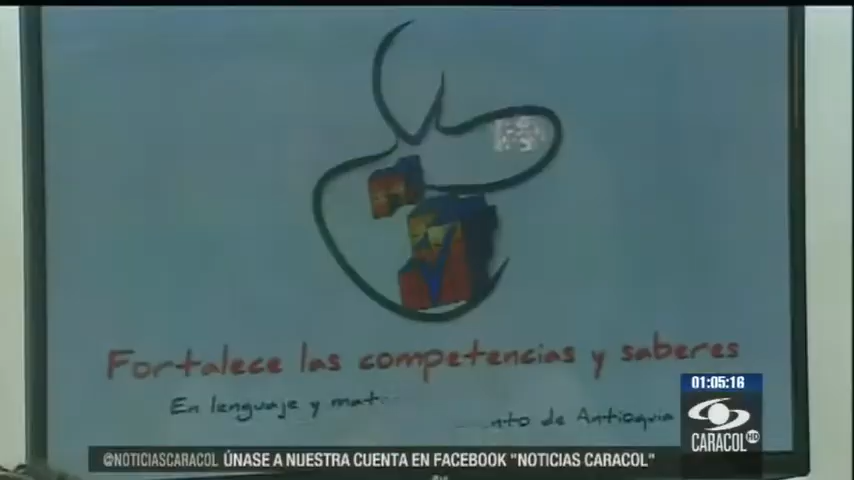 Fortalece las competencias y saberes
En lenguaje y mat
de Antioquia
01:05:16
CARACOL HD
@NOTICIASCARACOL ÚNASE A NUESTRA CUENTA EN FACEBOOK "NOTICIAS CARACOL"